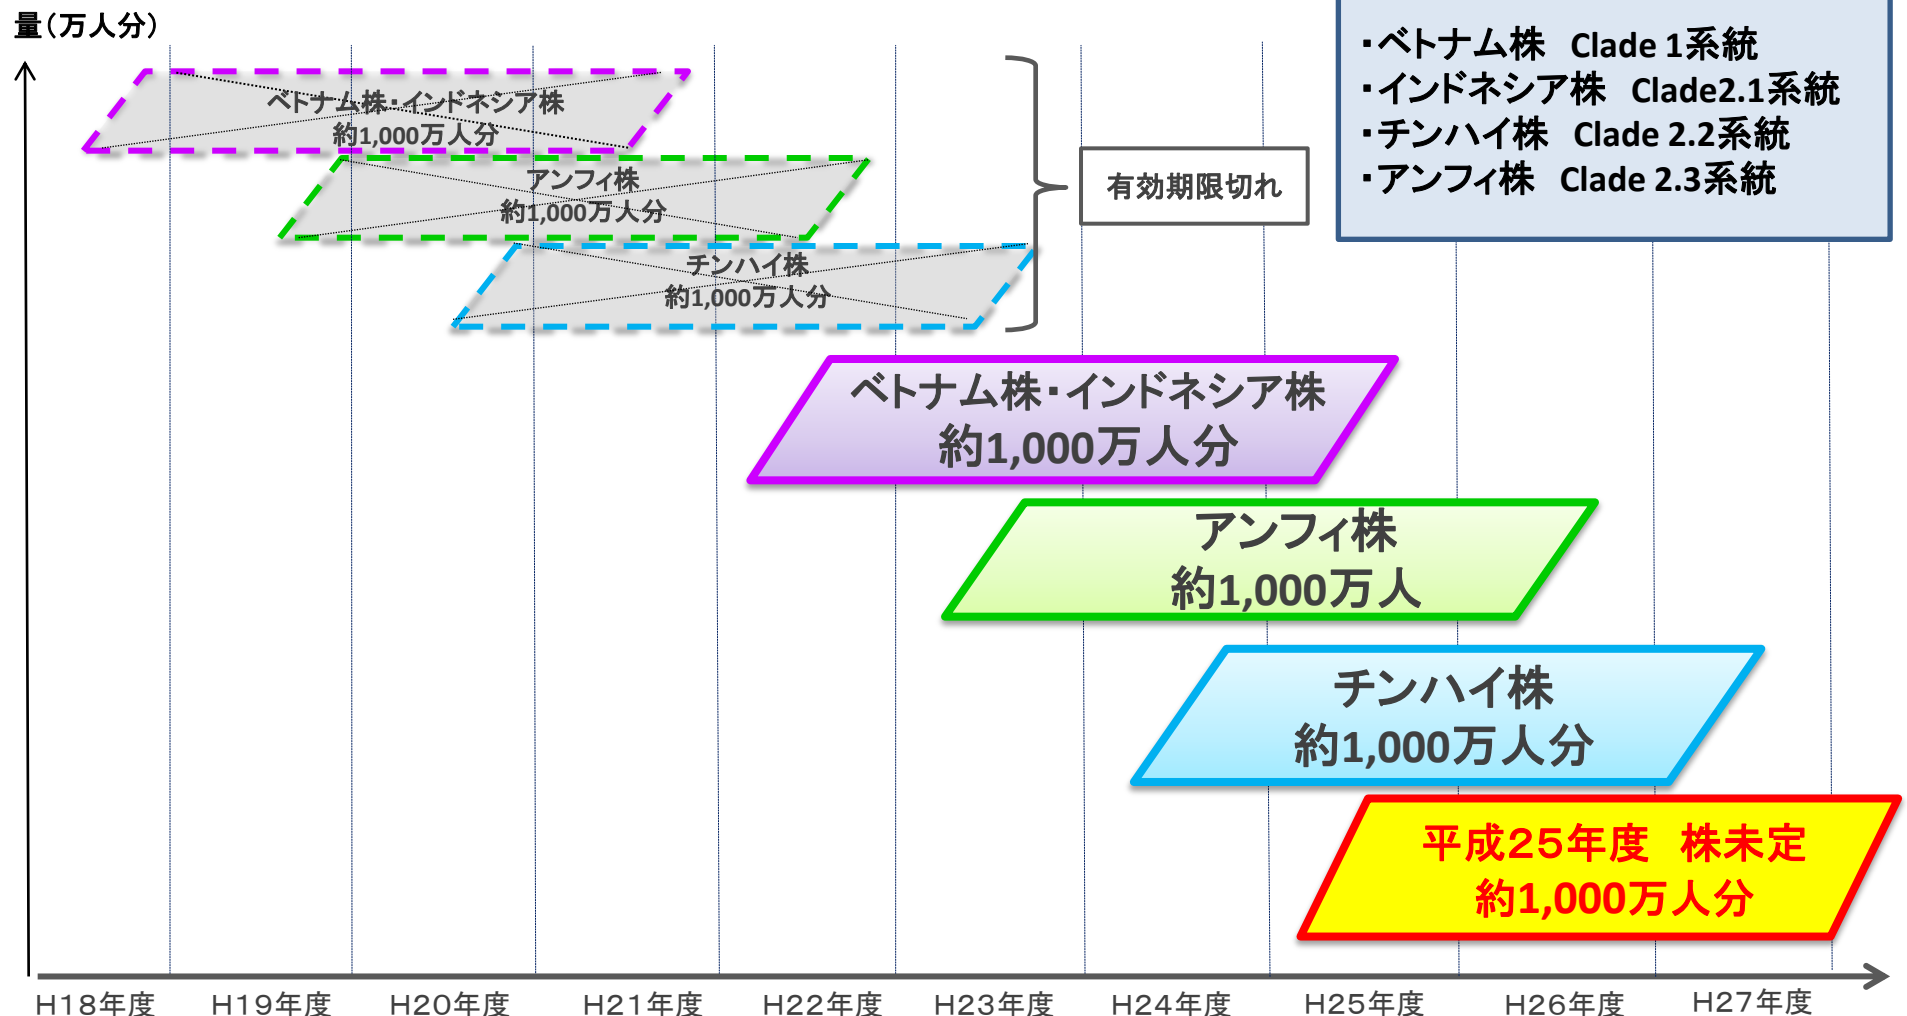 量(万人分)
・ベトナム株　Clade 1系統
・インドネシア株　Clade2.1系統
・チンハイ株　Clade 2.2系統
・アンフィ株　Clade 2.3系統
ベトナム株・インドネシア株
約1,000万人分
アンフィ株
約1,000万人分
チンハイ株
約1,000万人分
有効期限切れ
ベトナム株・インドネシア株
約1,000万人分
アンフィ株
約1,000万人
チンハイ株
約1,000万人分
平成25年度　株未定
約1,000万人分
H18年度 H19年度 H20年度 H21年度 H22年度 H23年度 H24年度 H25年度 H26年度 H27年度